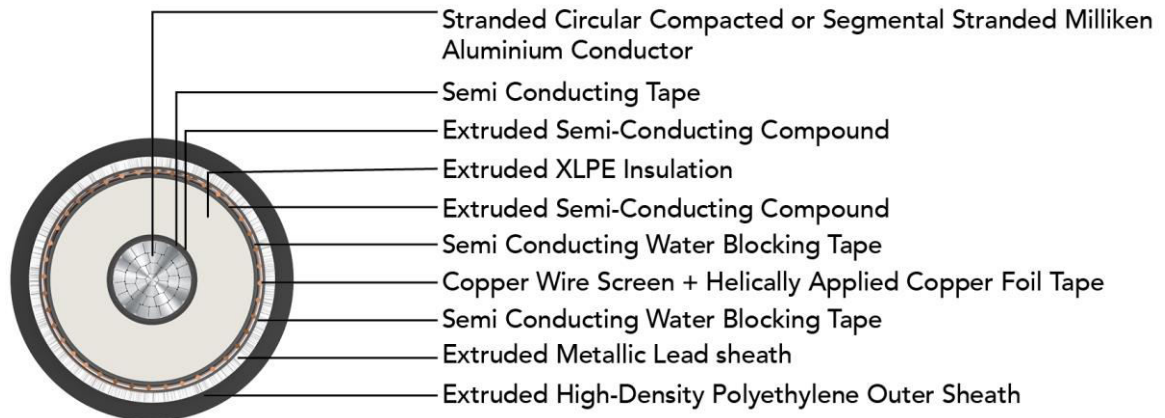 Stranded Circular Compacted or Segmental Stranded Milliken
Aluminium Conductor
Semi Conducting Tape
Extruded Semi-Conducting Compound
Extruded XLPE Insulation
Extruded Semi-Conducting Compound
Semi Conducting Water Blocking Tape
Copper Wire Screen + Helically Applied Copper Foil Tape
Semi Conducting Water Blocking Tape
Extruded Metallic Lead sheath
Extruded High-Density Polyethylene Outer Sheath